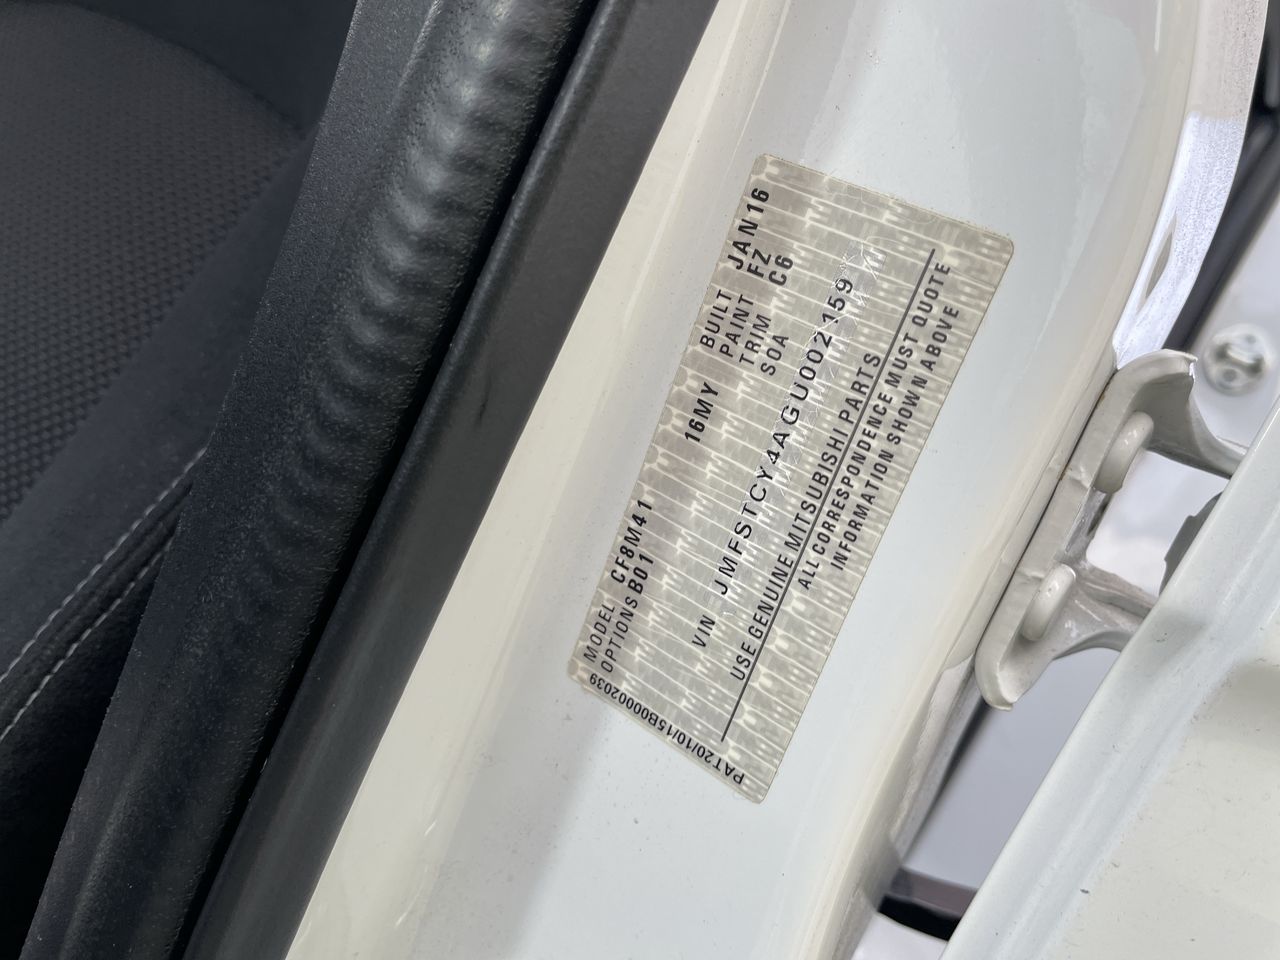 MODEL CF8M41 16MY BUILT JAN16
OPTIONS B01 PAINT FZ
TRIM C6
SOA
VIN JMFSTCY4AGU002159
USE GENUINE MITSUBISHI PARTS
ALL CORRESPONDENCE MUST QUOTE
INFORMATION SHOWN ABOVE
PAT20/10/15B00002039